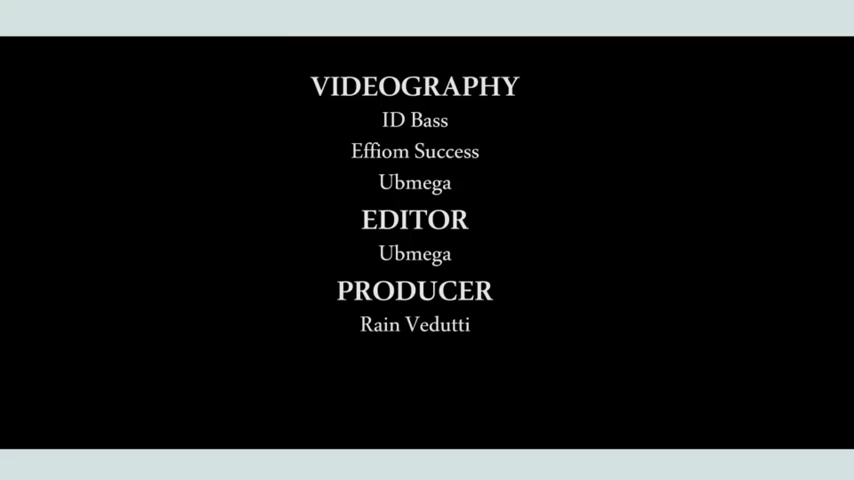 VIDEOGRAPHY
ID Bass
Effiom Success
Ubmega
EDITOR
Ubmega
PRODUCER
Rain Vedutti